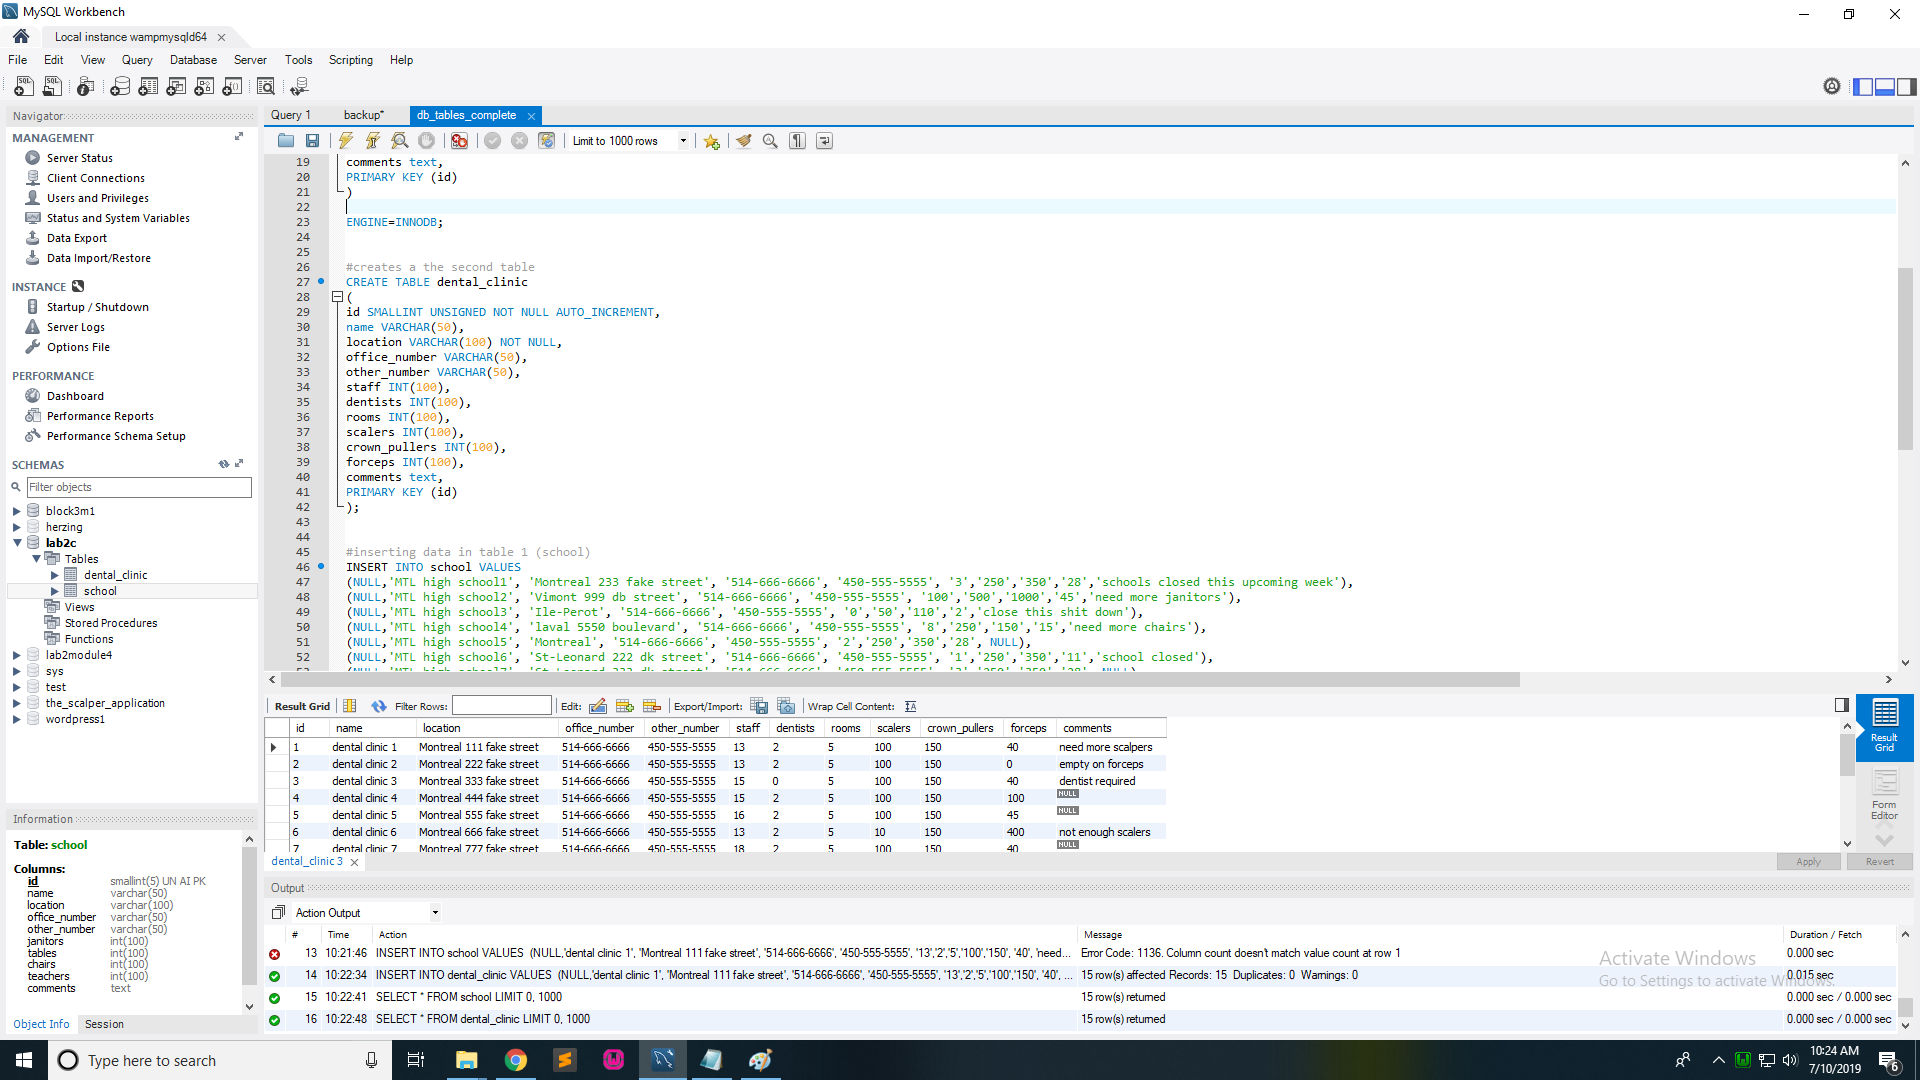 MySQL Workbench
Local instance wampmysqld64
File Edit View Query Database Server Tools Scripting Help
Navigator
MANAGEMENT
Server Status
Client Connections
Users and Privileges
Status and System Variables
Data Export
Data Import/Restore
INSTANCE
Startup / Shutdown
Server Logs
Options File
PERFORMANCE
Dashboard
Performance Reports
Performance Schema Setup
SCHEMAS
Filter objects
block3m1
herzing
lab2c
Tables
dental_clinic
school
Views
Stored Procedures
Functions
lab2module4
sys
test
the_scalper_application
wordpress1
Information
Table: school
Columns:
id smallint(5) UN AI PK
name varchar(50)
location varchar(100)
office_number varchar(50)
other_number varchar(50)
janitors int(100)
tables int(100)
chairs int(100)
teachers int(100)
comments text
Object Info Session
Query 1 backup* db_tables_complete
Limit to 1000 rows
19 comments text,
20 PRIMARY KEY (id)
21 )
22
23 ENGINE=INNODB;
24
25
26 #creates a the second table
27 CREATE TABLE dental_clinic
28 (
29 id SMALLINT UNSIGNED NOT NULL AUTO_INCREMENT,
30 name VARCHAR(50),
31 location VARCHAR(100) NOT NULL,
32 office_number VARCHAR(50),
33 other_number VARCHAR(50),
34 staff INT(100),
35 dentists INT(100),
36 rooms INT(100),
37 scalers INT(100),
38 crown_pullers INT(100),
39 forceps INT(100),
40 comments text,
41 PRIMARY KEY (id)
42 );
43
44
45 #inserting data in table 1 (school)
46 INSERT INTO school VALUES
47 (NULL,'MTL high school1', 'Montreal 233 fake street', '514-666-6666', '450-555-5555', '3','250','350','28','schools closed this upcoming week'),
48 (NULL,'MTL high school2', 'Vimont 999 db street', '514-666-6666', '450-555-5555', '100','500','1000','45','need more janitors'),
49 (NULL,'MTL high school3', 'Ile-Perot', '514-666-6666', '450-555-5555', '0','50','110','2','close this shit down'),
50 (NULL,'MTL high school4', 'laval 5550 boulevard', '514-666-6666', '450-555-5555', '8','250','150','15','need more chairs'),
51 (NULL,'MTL high school5', 'Montreal', '514-666-6666', '450-555-5555', '2','250','350','28', NULL),
52 (NULL,'MTL high school6', 'St-Leonard 222 dk street', '514-666-6666', '450-555-5555', '1','250','350','11','school closed'),
Result Grid Filter Rows: Edit: Export/Import: Wrap Cell Content:
id name location office_number other_number staff dentists rooms scalers crown_pullers forceps comments
1 dental clinic 1 Montreal 111 fake street 514-666-6666 450-555-5555 13 2 5 100 150 40 need more scalpers
2 dental clinic 2 Montreal 222 fake street 514-666-6666 450-555-5555 13 2 5 100 150 0 empty on forceps
3 dental clinic 3 Montreal 333 fake street 514-666-6666 450-555-5555 15 0 5 100 150 40 dentist required
4 dental clinic 4 Montreal 444 fake street 514-666-6666 450-555-5555 15 2 5 100 150 100 NULL
5 dental clinic 5 Montreal 555 fake street 514-666-6666 450-555-5555 16 2 5 100 150 45 NULL
6 dental clinic 6 Montreal 666 fake street 514-666-6666 450-555-5555 13 2 5 10 150 400 not enough scalers
7 dental clinic 7 Montreal 777 fake street 514-666-6666 450-555-5555 18 2 5 100 150 40 NULL
Result Grid
Form Editor
dental_clinic 3
Apply Revert
Output
Action Output
# Time Action Message Duration / Fetch
13 10:21:46 INSERT INTO school VALUES (NULL,'dental clinic 1', 'Montreal 111 fake street', '514-666-6666', '450-555-5555', '13','2','5','100','150', '40', 'need... Error Code: 1136. Column count doesn't match value count at row 1 0.000 sec
14 10:22:34 INSERT INTO dental_clinic VALUES (NULL,'dental clinic 1', 'Montreal 111 fake street', '514-666-6666', '450-555-5555', '13','2','5','100','150', '40', ... 15 row(s) affected Records: 15 Duplicates: 0 Warnings: 0 0.015 sec
15 10:22:41 SELECT * FROM school LIMIT 0, 1000 15 row(s) returned 0.000 sec / 0.000 sec
16 10:22:48 SELECT * FROM dental_clinic LIMIT 0, 1000 15 row(s) returned 0.000 sec / 0.000 sec
Activate Windows
Go to Settings to activate Windows.
Type here to search
10:24 AM
7/10/2019
6